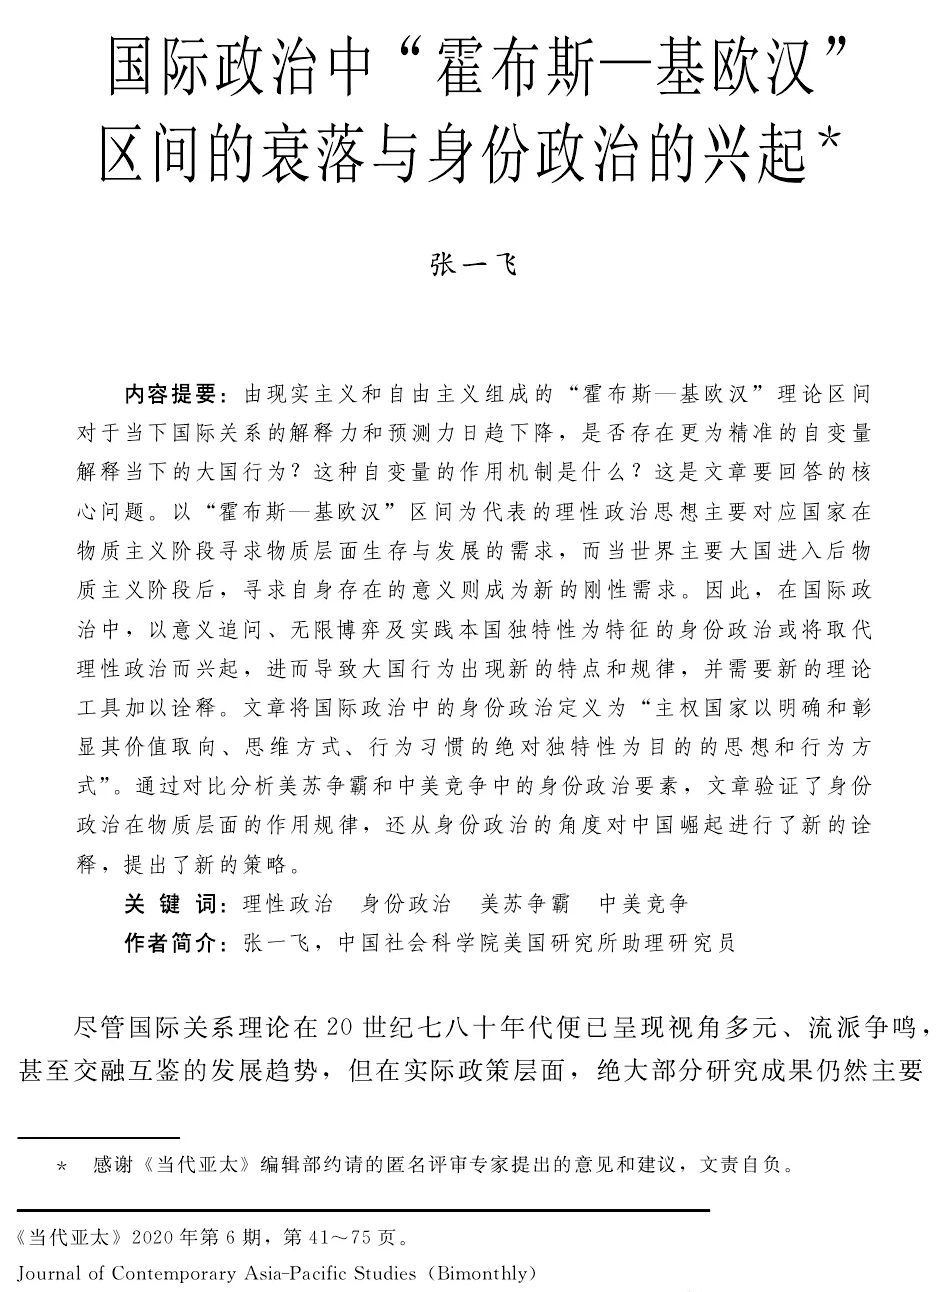 国际政治中“霍布斯—基欧汉”
区间的衰落与身份政治的兴起*
张一飞
内容提要：由现实主义和自由主义组成的“霍布斯—基欧汉”理论区间
对于当下国际关系的解释力和预测力日趋下降，是否存在更为精准的自变量
解释当下的大国行为？这种自变量的作用机制是什么？这是文章要回答的核
心问题。以“霍布斯—基欧汉”区间为代表的理性政治思想主要对应国家在
物质主义阶段寻求物质层面生存与发展的需求，而当世界主要大国进入后物
质主义阶段后，寻求自身存在的意义则成为新的刚性需求。因此，在国际政
治中，以意义追问、无限博弈及实践本国独特性为特征的身份政治或将取代
理性政治而兴起，进而导致大国行为出现新的特点和规律，并需要新的理论
工具加以诠释。文章将国际政治中的身份政治定义为“主权国家以明确和彰
显其价值取向、思维方式、行为习惯的绝对独特性为目的的思想和行为方
式”。通过对比分析美苏争霸和中美竞争中的身份政治要素，文章验证了身份
政治在物质层面的作用规律，还从身份政治的角度对中国崛起进行了新的诠
释，提出了新的策略。
关 键 词：理性政治 身份政治 美苏争霸 中美竞争
作者简介：张一飞，中国社会科学院美国研究所助理研究员
尽管国际关系理论在 20 世纪七八十年代便已呈现视角多元、流派争鸣，
甚至交融互鉴的发展趋势，但在实际政策层面，绝大部分研究成果仍然主要
* 感谢《当代亚太》编辑部约请的匿名评审专家提出的意见和建议，文责自负。
《当代亚太》2020 年第 6 期，第 41～75 页。
Journal of Contemporary Asia-Pacific Studies（Bimonthly）